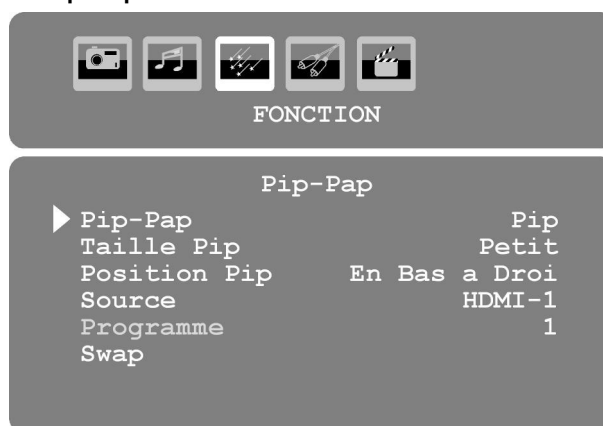 FONCTION
Pip-Pap
Pip-Pap Pip
Taille Pip Petit
Position Pip En Bas a Droi
Source HDMI-1
Programme 1
Swap